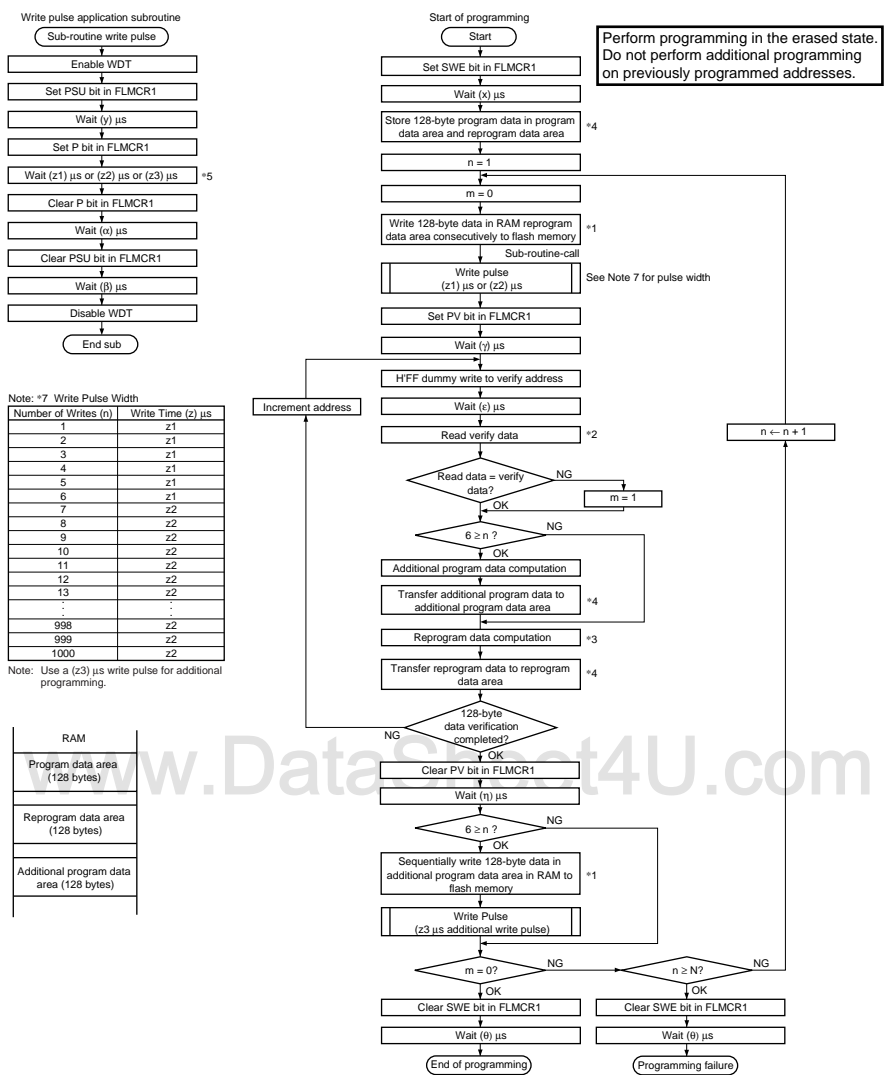 Write pulse application subroutine
Sub-routine write pulse
Enable WDT
Set PSU bit in FLMCR1
Wait (y) μs
Set P bit in FLMCR1
Wait (z1) μs or (z2) μs or (z3) μs
*5
Clear P bit in FLMCR1
Wait (α) μs
Clear PSU bit in FLMCR1
Wait (β) μs
Disable WDT
End sub
Note: *7 Write Pulse Width
Number of Writes (n) Write Time (z) μs
1 z1
2 z1
3 z1
4 z1
5 z1
6 z1
7 z2
8 z2
9 z2
10 z2
11 z2
12 z2
13 z2
: :
998 z2
999 z2
1000 z2
Note: Use a (z3) μs write pulse for additional
programming.
RAM
Program data area
(128 bytes)
Reprogram data area
(128 bytes)
Additional program data
area (128 bytes)
Start of programming
Start
Perform programming in the erased state.
Do not perform additional programming
on previously programmed addresses.
Set SWE bit in FLMCR1
Wait (x) μs
Store 128-byte program data in program
data area and reprogram data area
*4
n = 1
m = 0
Write 128-byte data in RAM reprogram
data area consecutively to flash memory
*1
Sub-routine-call
Write pulse
(z1) μs or (z2) μs
See Note 7 for pulse width
Set PV bit in FLMCR1
Wait (γ) μs
H'FF dummy write to verify address
Increment address
Wait (ε) μs
Read verify data
*2
n ← n + 1
Read data = verify
data?
NG
m = 1
OK
6 ≥ n ?
NG
OK
Additional program data computation
Transfer additional program data to
additional program data area
*4
Reprogram data computation
*3
Transfer reprogram data to reprogram
data area
*4
128-byte
data verification
completed?
NG
OK
Clear PV bit in FLMCR1
Wait (η) μs
6 ≥ n ?
NG
OK
Sequentially write 128-byte data in
additional program data area in RAM to
flash memory
*1
Write Pulse
(z3 μs additional write pulse)
m = 0?
NG
n ≥ N?
NG
OK
OK
Clear SWE bit in FLMCR1
Clear SWE bit in FLMCR1
Wait (θ) μs
Wait (θ) μs
End of programming
Programming failure
www.DataSheet4U.com